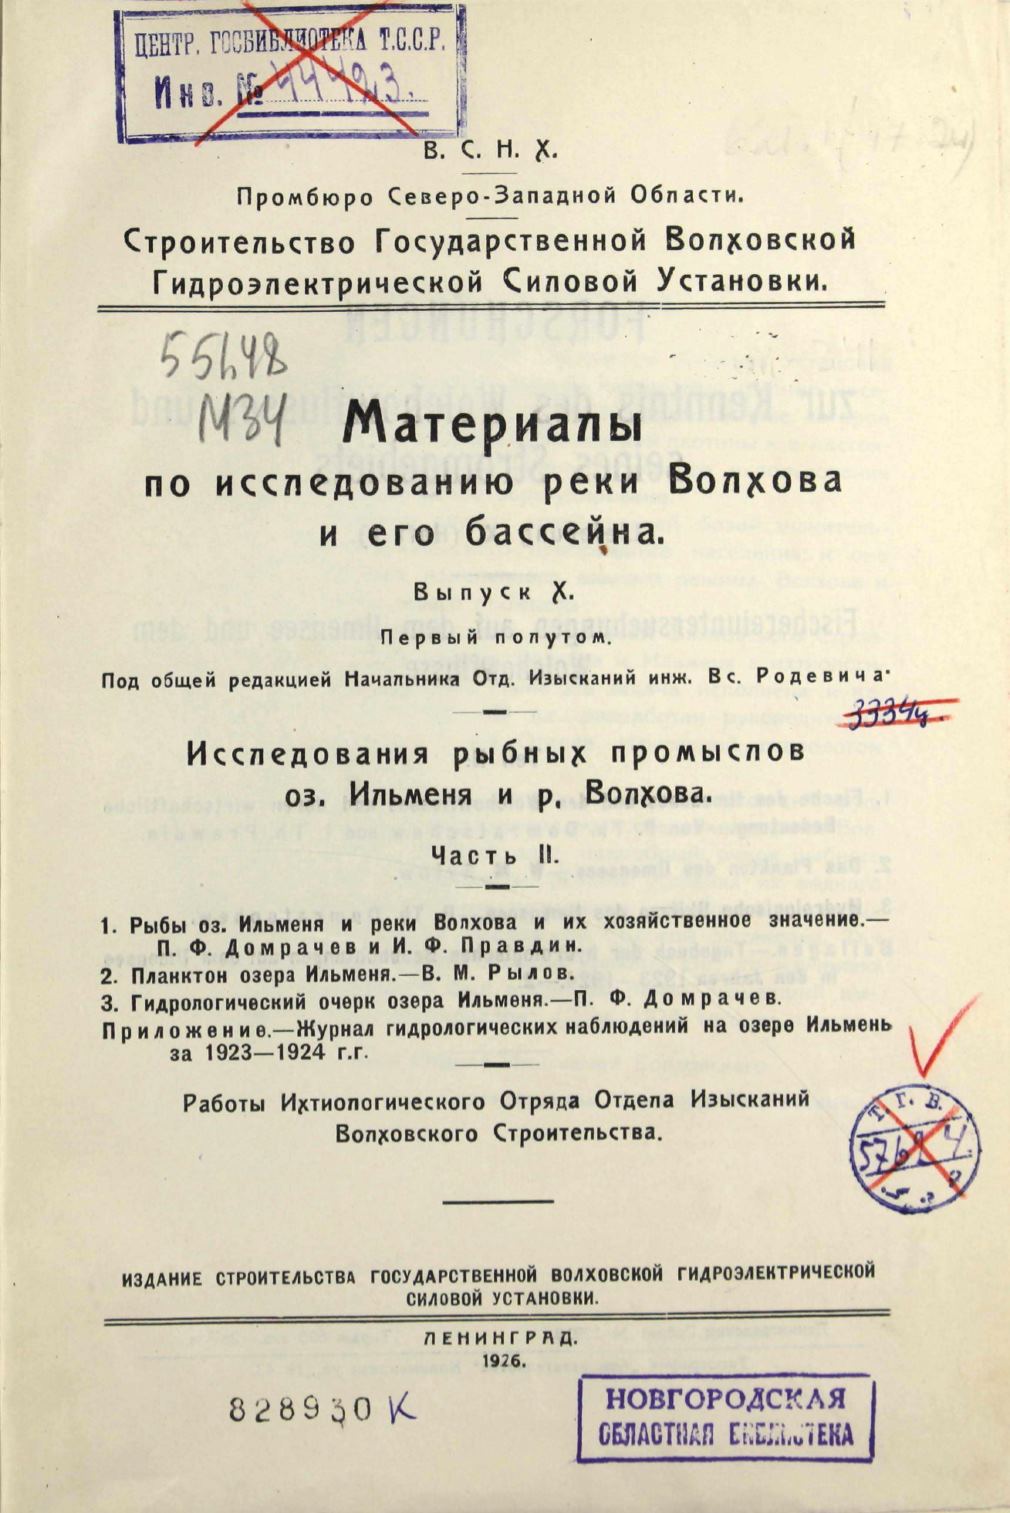 ЦЕНТР. ГОСБИБЛИОТЕКА Т.С.С.Р.
Инв. № 44423.
В. С. Н. Х.
Промбюро Северо-Западной Области.
Строительство Государственной Волховской
Гидроэлектрической Силовой Установки.
55148
М34
Материалы
по исследованию реки Волхова
и его бассейна.
Выпуск X.
Первый полутом.
Под общей редакцией Начальника Отд. Изысканий инж. Вс. Родевича.
3334ч.
Исследования рыбных промыслов
оз. Ильменя и р. Волхова.
Часть II.
1. Рыбы оз. Ильменя и реки Волхова и их хозяйственное значение.—
П. Ф. Домрачев и И. Ф. Правдин.
2. Планктон озера Ильменя.—В. М. Рылов.
3. Гидрологический очерк озера Ильменя.—П. Ф. Домрачев.
Приложение.—Журнал гидрологических наблюдений на озере Ильмень
за 1923—1924 г.г.
Работы Ихтиологического Отряда Отдела Изысканий
Волховского Строительства.
Т. Г. В.
ИЗДАНИЕ СТРОИТЕЛЬСТВА ГОСУДАРСТВЕННОЙ ВОЛХОВСКОЙ ГИДРОЭЛЕКТРИЧЕСКОЙ
СИЛОВОЙ УСТАНОВКИ.
ЛЕНИНГРАД.
1926.
828930 К
НОВГОРОДСКАЯ
ОБЛАСТНАЯ БИБЛИОТЕКА